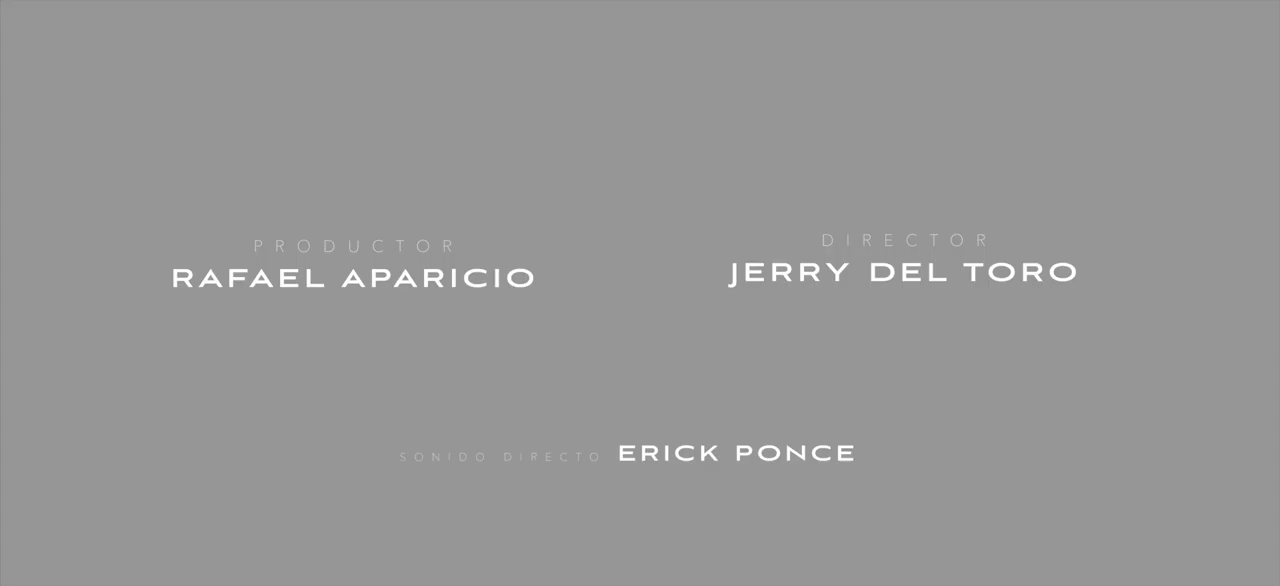 PRODUCTOR
RAFAEL APARICIO
DIRECTOR
JERRY DEL TORO
SONIDO DIRECTO ERICK PONCE